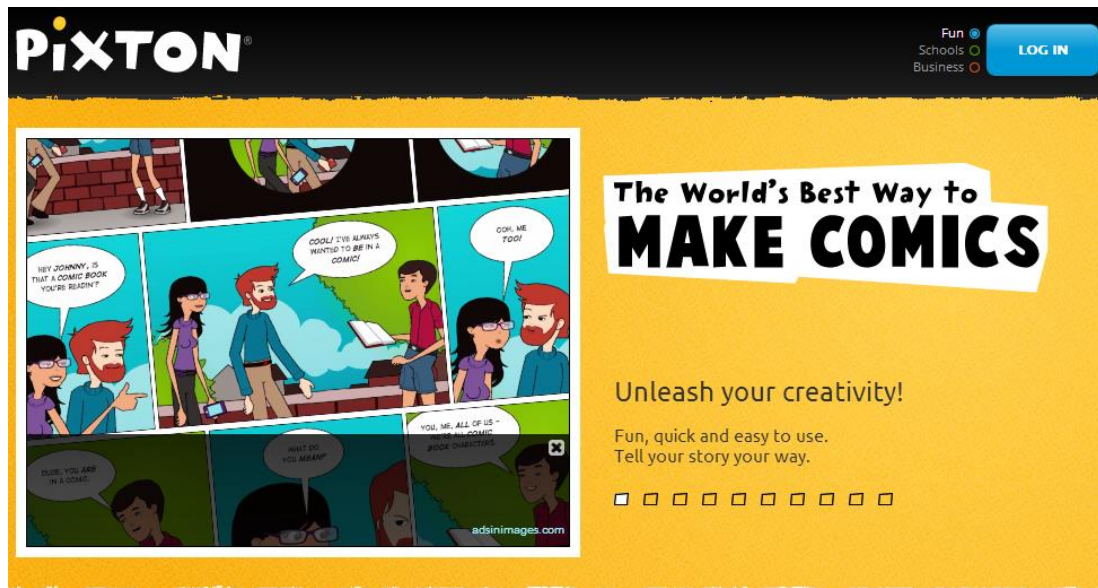 PiXTON®
Fun
Schools
Business
LOG IN
HEY JOHNNY, IS
THAT A COMIC BOOK
YOU'RE READIN'?
COOL! I'VE ALWAYS
WANTED TO BE IN A
COMIC!
OOH, ME
TOO!
DUDE, YOU ARE
IN A COMIC.
WHAT DO
YOU MEAN?
YOU, ME, ALL OF US -
WE'RE ALL COMIC
BOOK CHARACTERS.
adsinimages.com
The World's Best Way to
MAKE COMICS
Unleash your creativity!
Fun, quick and easy to use.
Tell your story your way.